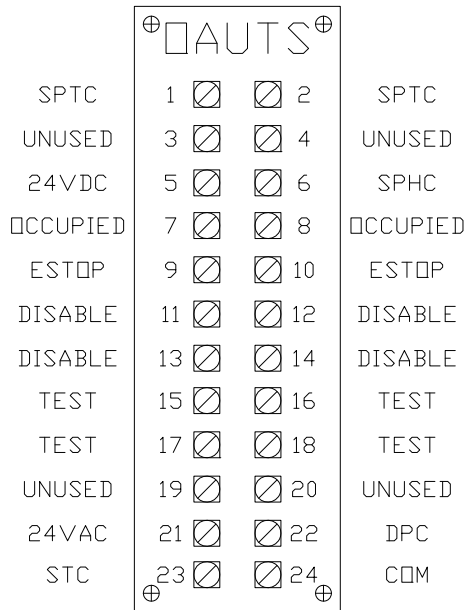 OAUTS
SPTC 1 2 SPTC
UNUSED 3 4 UNUSED
24VDC 5 6 SPHC
OCCUPIED 7 8 OCCUPIED
ESTOP 9 10 ESTOP
DISABLE 11 12 DISABLE
DISABLE 13 14 DISABLE
TEST 15 16 TEST
TEST 17 18 TEST
UNUSED 19 20 UNUSED
24VAC 21 22 DPC
STC 23 24 COM